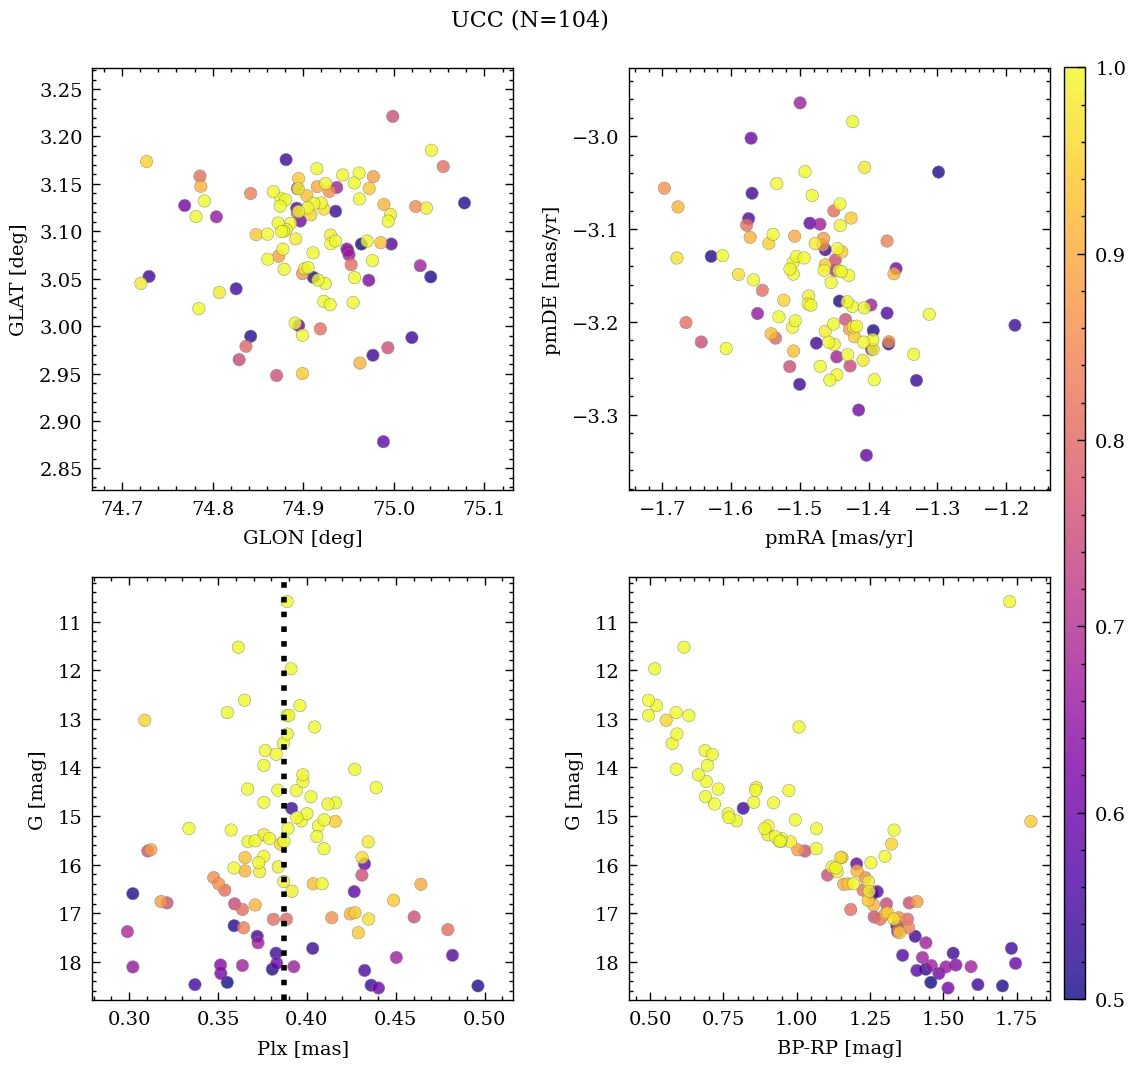 UCC (N=104)
3.25
3.20
3.15
3.10
3.05
3.00
2.95
2.90
2.85
GLAT [deg]
74.7 74.8 74.9 75.0 75.1
GLON [deg]
−3.0
−3.1
−3.2
−3.3
pmDE [mas/yr]
−1.7 −1.6 −1.5 −1.4 −1.3 −1.2
pmRA [mas/yr]
11
12
13
14
15
16
17
18
G [mag]
0.30 0.35 0.40 0.45 0.50
Plx [mas]
11
12
13
14
15
16
17
18
G [mag]
0.50 0.75 1.00 1.25 1.50 1.75
BP-RP [mag]
1.0
0.9
0.8
0.7
0.6
0.5